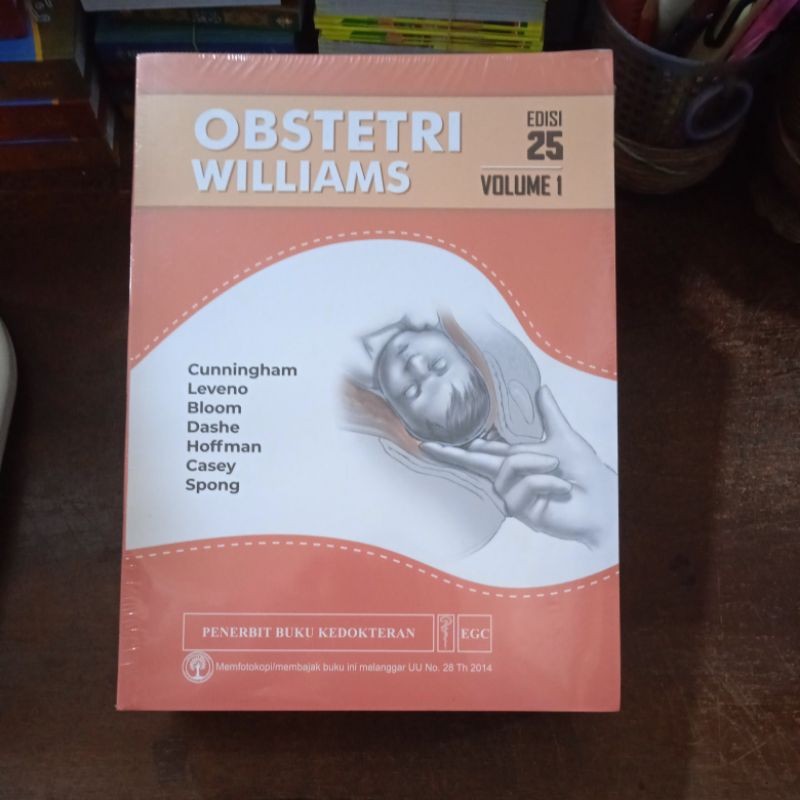 OBSTETRI
WILLIAMS
EDISI
25
VOLUME 1
Cunningham
Leveno
Bloom
Dashe
Hoffman
Casey
Spong
PENERBIT BUKU KEDOKTERAN
EGC
Memfotokopi/membajak buku ini melanggar UU No. 28 Th 2014